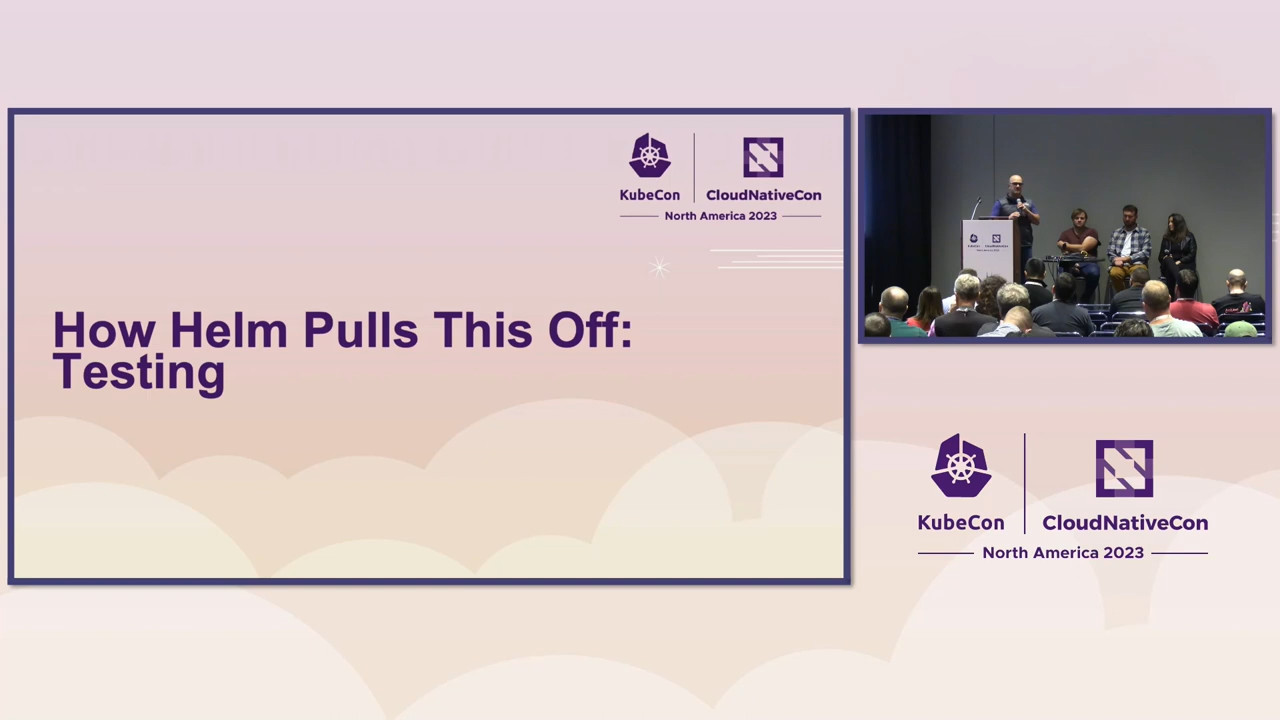 KubeCon
CloudNativeCon
North America 2023
How Helm Pulls This Off:
Testing
KubeCon
CloudNativeCon
North America 2023